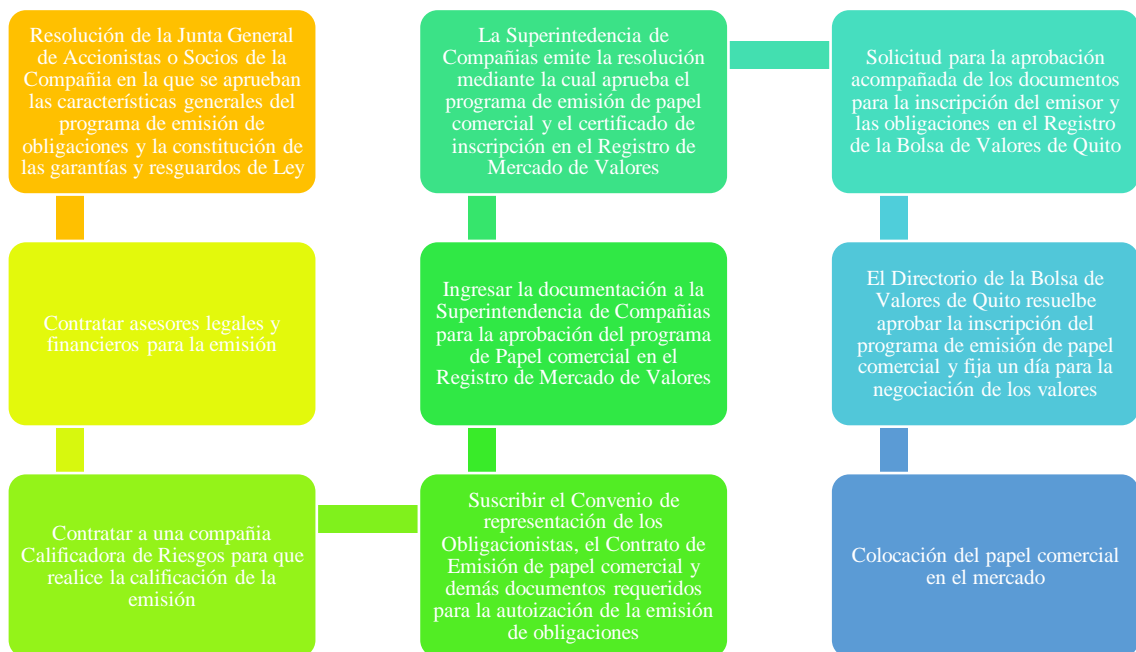 Resolución de la Junta General
de Accionistas o Socios de la
Compañia en la que se aprueban
las características generales del
programa de emisión de
obligaciones y la constitución de
las garantías y resguardos de Ley
Contratar asesores legales y
financieros para la emisión
Contratar a una compañia
Calificadora de Riesgos para que
realice la calificación de la
emisión
Suscribir el Convenio de
representación de los
Obligacionistas, el Contrato de
Emisión de papel comercial y
demás documentos requeridos
para la autoización de la emisión
de obligaciones
Ingresar la documentación a la
Superintendencia de Compañias
para la aprobación del programa
de Papel comercial en el
Registro de Mercado de Valores
La Superintedencia de
Compañias emite la resolución
mediante la cual aprueba el
programa de emisión de papel
comercial y el certificado de
inscripción en el Registro de
Mercado de Valores
Solicitud para la aprobación
acompañada de los documentos
para la inscripción del emisor y
las obligaciones en el Registro
de la Bolsa de Valores de Quito
El Directorio de la Bolsa de
Valores de Quito resuelbe
aprobar la inscripción del
programa de emisión de papel
comercial y fija un día para la
negociación de los valores
Colocación del papel comercial
en el mercado